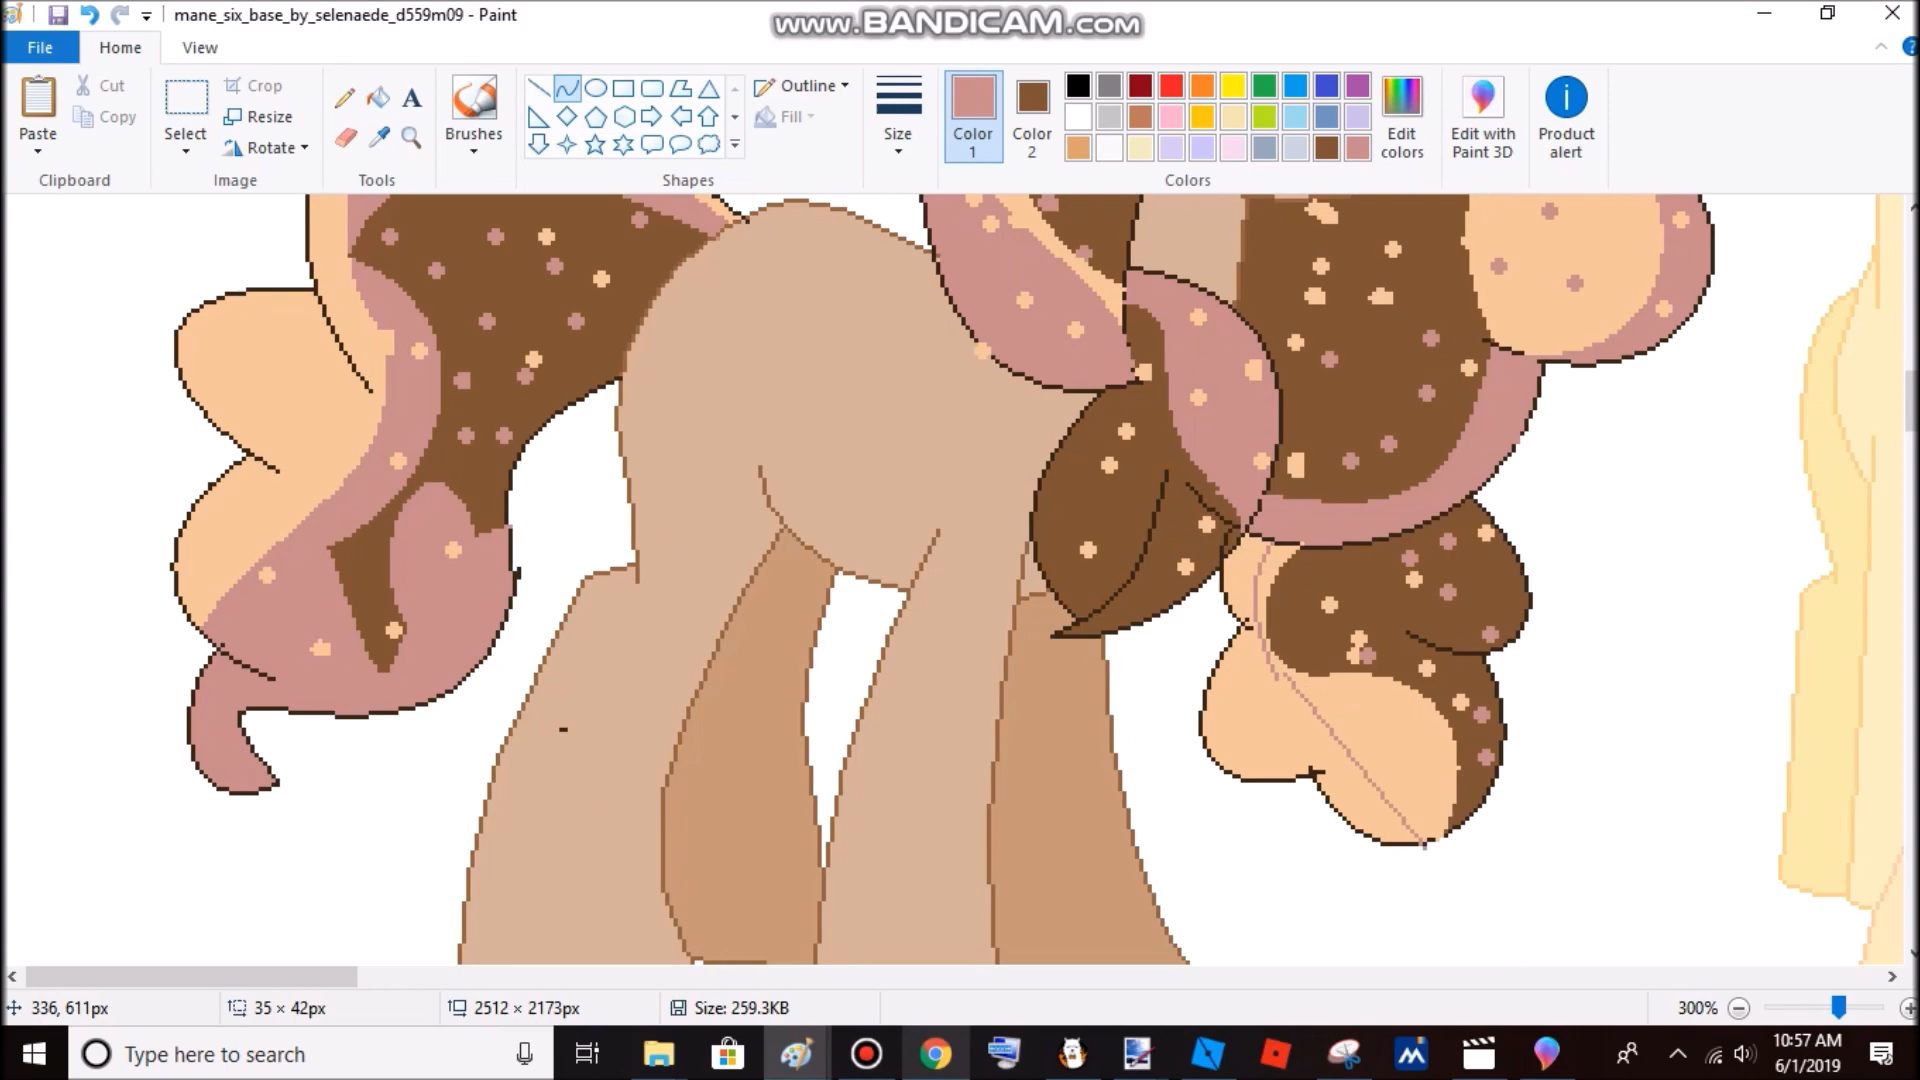 mane_six_base_by_selenaede_d559m09 - Paint
www.BANDICAM.com
File
Home
View
Paste
Cut
Copy
Clipboard
Select
Crop
Resize
Rotate
Image
Tools
Brushes
Shapes
Outline
Fill
Size
Color 1
Color 2
Edit colors
Edit with Paint 3D
Product alert
Colors
336, 611px
35 × 42px
2512 × 2173px
Size: 259.3KB
300%
Type here to search
10:57 AM
6/1/2019